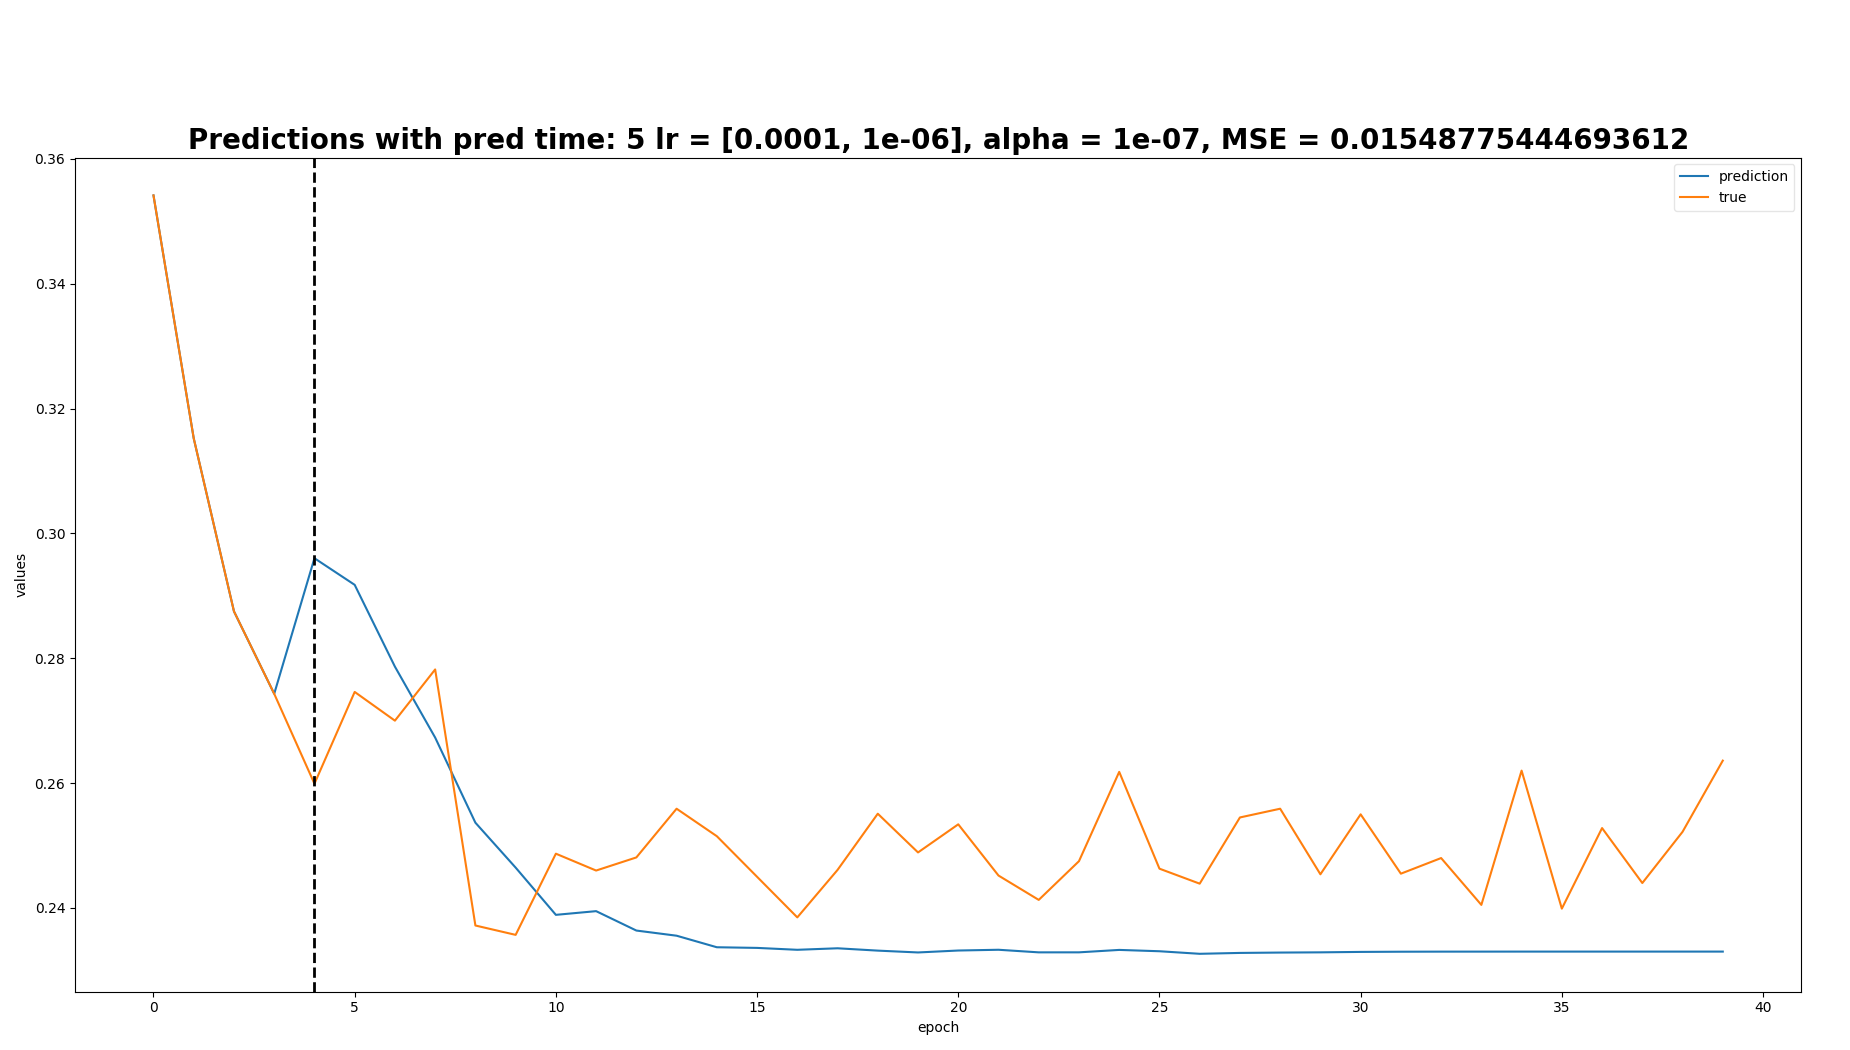 Predictions with pred time: 5 lr = [0.0001, 1e-06], alpha = 1e-07, MSE = 0.01548775444693612
prediction
true
0.36
0.34
0.32
0.30
0.28
0.26
0.24
values
0 5 10 15 20 25 30 35 40
epoch